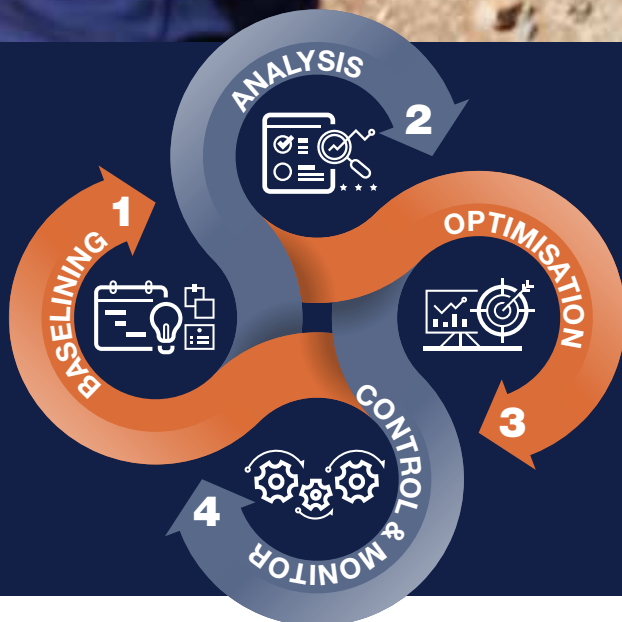 1
BASELINING
2
ANALYSIS
3
OPTIMISATION
4
CONTROL & MONITOR